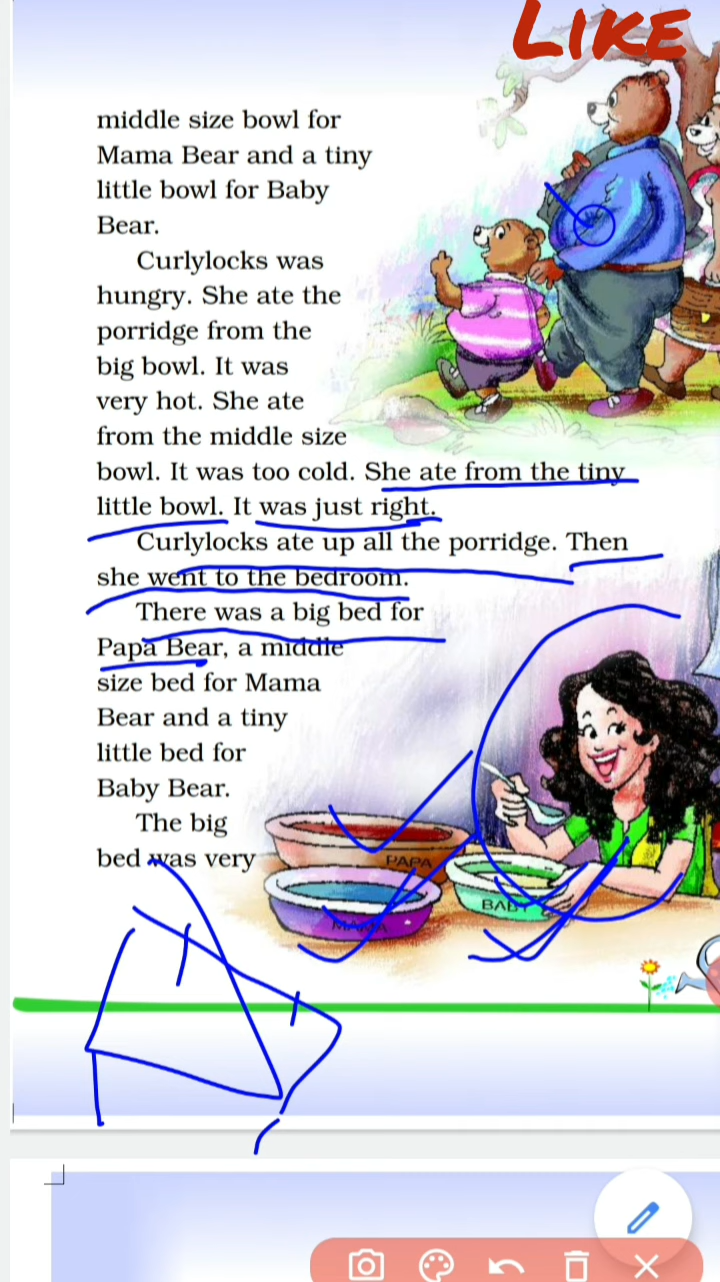 LIKE
middle size bowl for
Mama Bear and a tiny
little bowl for Baby
Bear.
Curlylocks was
hungry. She ate the
porridge from the
big bowl. It was
very hot. She ate
from the middle size
bowl. It was too cold. She ate from the tiny
little bowl. It was just right.
Curlylocks ate up all the porridge. Then
she went to the bedroom.
There was a big bed for
Papa Bear, a middle
size bed for Mama
Bear and a tiny
little bed for
Baby Bear.
The big
bed was very
PAPA
MAMA
BABY